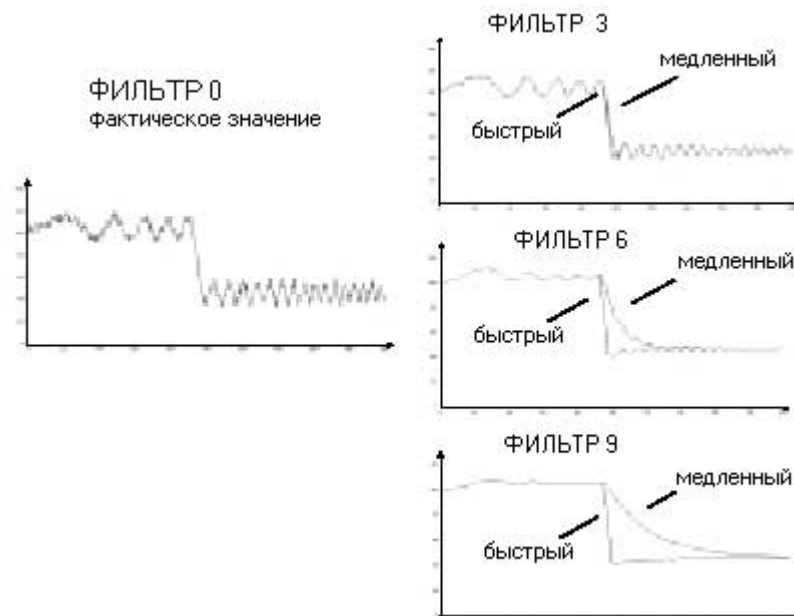 ФИЛЬТР 0
фактическое значение
ФИЛЬТР 3
медленный
быстрый
ФИЛЬТР 6
медленный
быстрый
ФИЛЬТР 9
медленный
быстрый